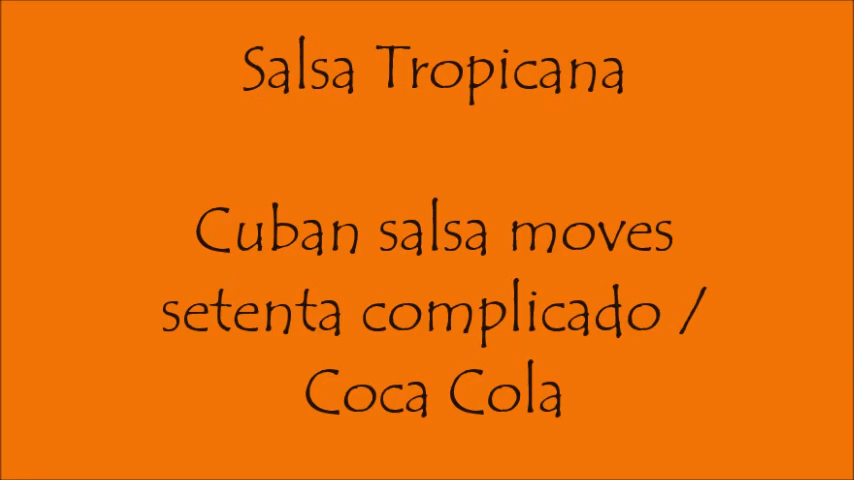 Salsa Tropicana
Cuban salsa moves
setenta complicado /
Coca Cola